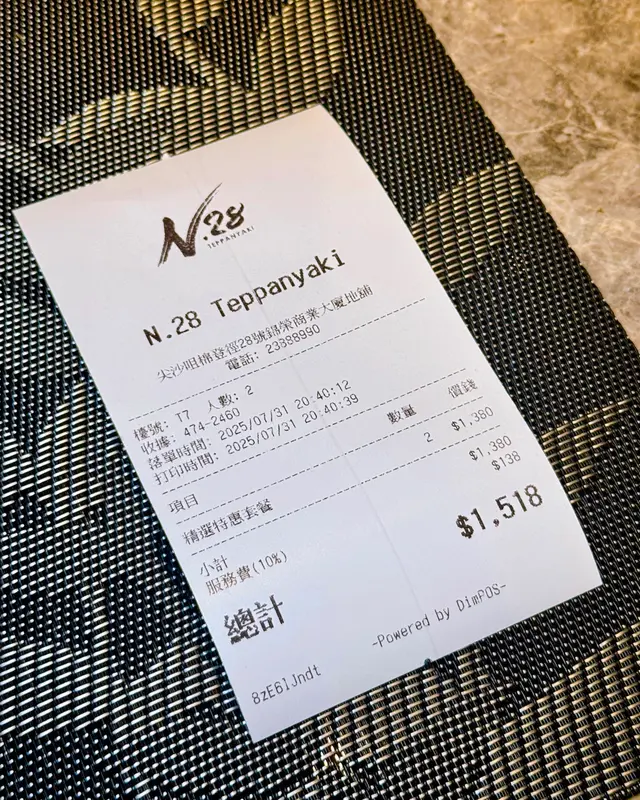 N.28
TEPPANYAKI
N.28 Teppanyaki
尖沙咀棉登徑28號錦榮商業大廈地舖
電話: 23888990
檯號: T7 人數: 2
收據: 474-2460
落單時間: 2025/07/31 20:40:12
打印時間: 2025/07/31 20:40:39
項目 數量 價錢
精選特惠套餐 2 $1,380
小計 $1,380
服務費(10%) $138
總計 $1,518
-Powered by DimPOS-
8zE6lJndt